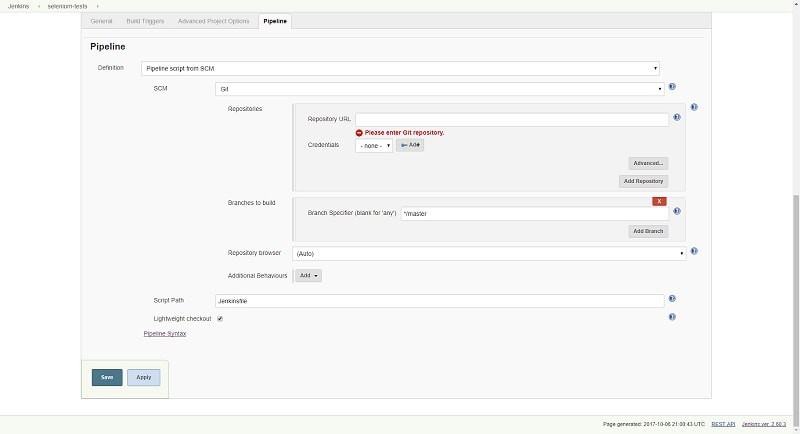 Jenkins › selenium-tests ›
General Build Triggers Advanced Project Options Pipeline
Pipeline
Definition Pipeline script from SCM
SCM Git
Repositories
Repository URL
Please enter Git repository.
Credentials - none - Add
Advanced...
Add Repository
Branches to build
X
Branch Specifier (blank for 'any') */master
Add Branch
Repository browser (Auto)
Additional Behaviours Add
Script Path Jenkinsfile
Lightweight checkout
Pipeline Syntax
Save Apply
Page generated: 2017-10-06 21:00:43 UTC REST API Jenkins ver. 2.60.3